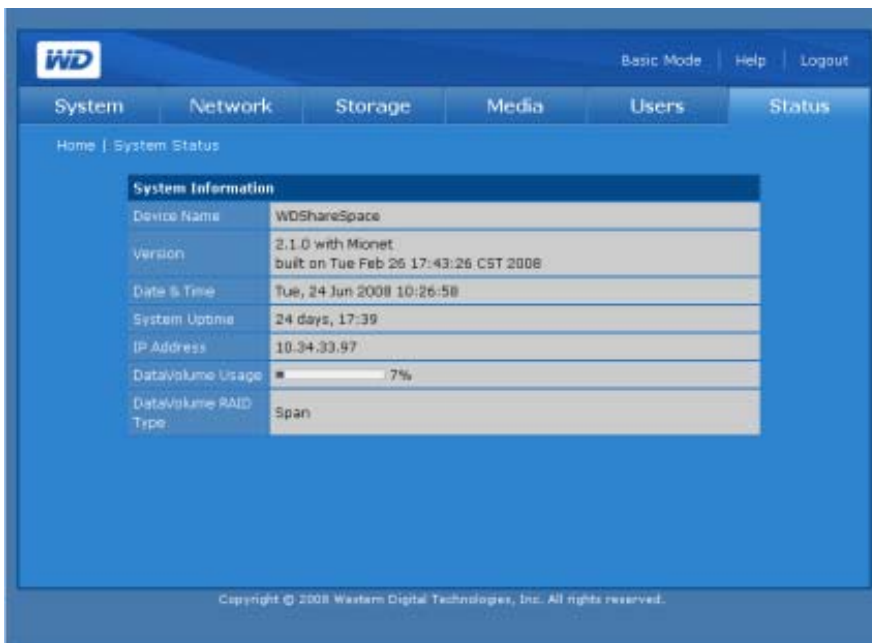 WD
Basic Mode | Help | Logout
System Network Storage Media Users Status
Home | System Status
System Information
Device Name WDShareSpace
Version 2.1.0 with Mionet
built on Tue Feb 26 17:43:26 CST 2008
Date & Time Tue, 24 Jun 2008 10:26:58
System Uptime 24 days, 17:39
IP Address 10.34.33.97
DataVolume Usage 7%
DataVolume RAID
Type Span
Copyright © 2008 Western Digital Technologies, Inc. All rights reserved.